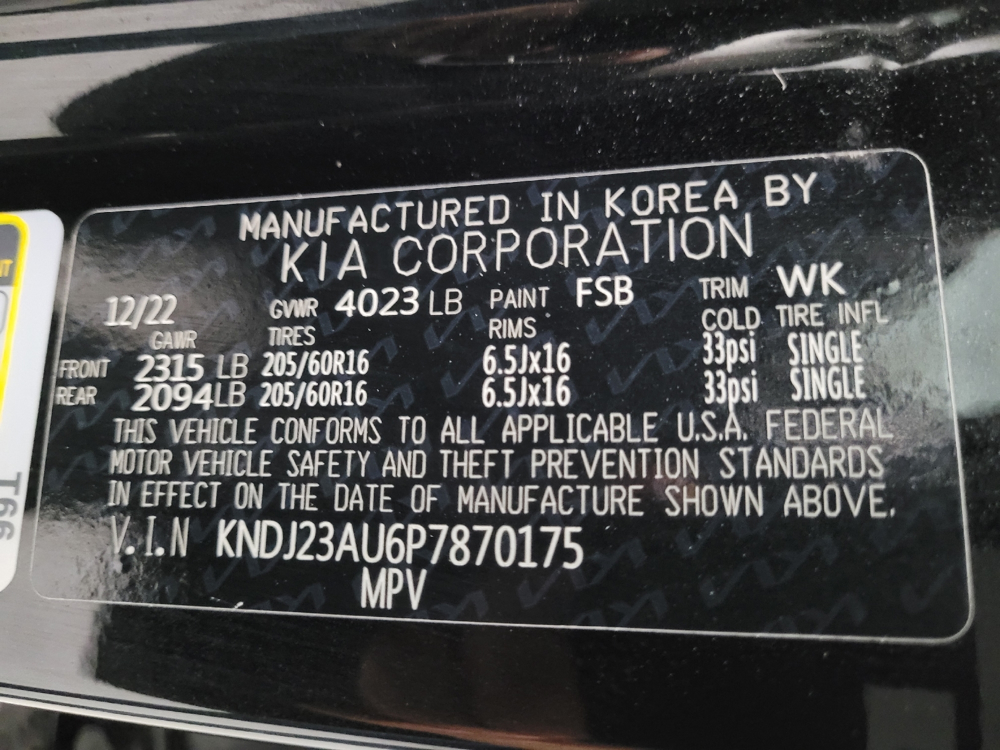 MANUFACTURED IN KOREA BY
KIA CORPORATION
12/22 GVWR 4023 LB PAINT FSB TRIM WK
GAWR TIRES RIMS COLD TIRE INFL
FRONT 2315 LB 205/60R16 6.5Jx16 33psi SINGLE
REAR 2094LB 205/60R16 6.5Jx16 33psi SINGLE
THIS VEHICLE CONFORMS TO ALL APPLICABLE U.S.A. FEDERAL
MOTOR VEHICLE SAFETY AND THEFT PREVENTION STANDARDS
IN EFFECT ON THE DATE OF MANUFACTURE SHOWN ABOVE.
V.I.N KNDJ23AU6P7870175
MPV